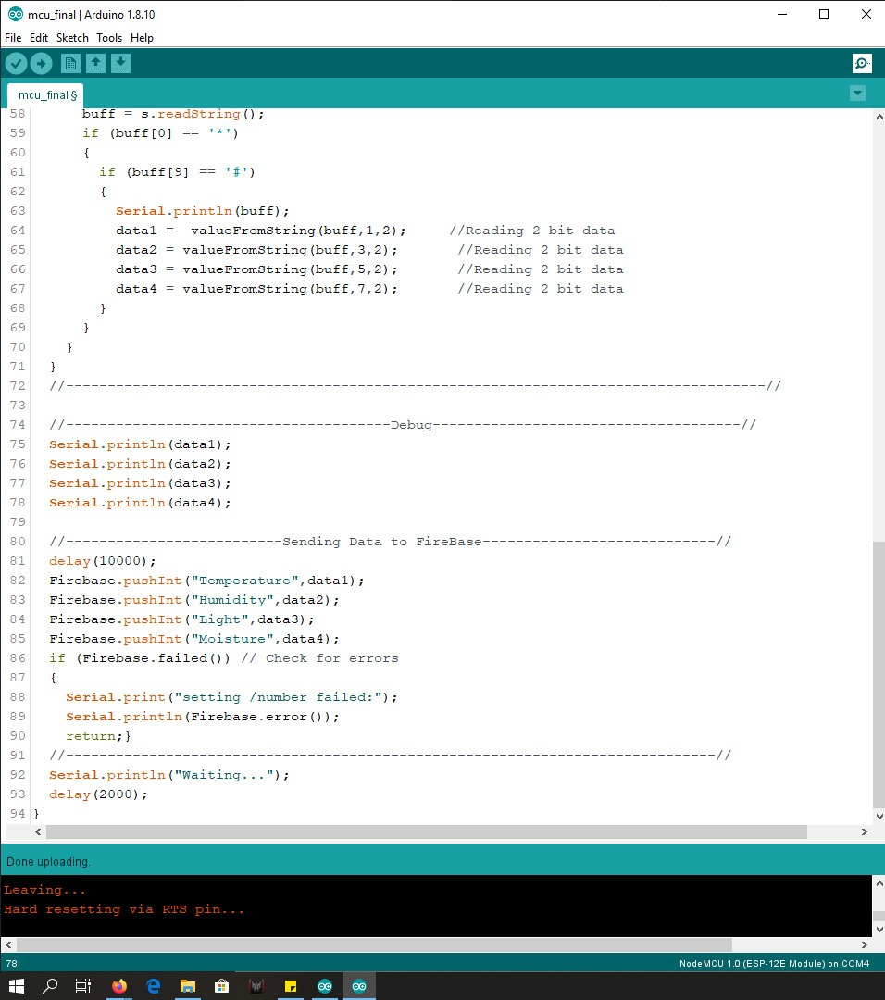 mcu_final | Arduino 1.8.10
File Edit Sketch Tools Help
mcu_final §
58 buff = s.readString();
59 if (buff[0] == '*')
60 {
61 if (buff[9] == '#')
62 {
63 Serial.println(buff);
64 data1 =  valueFromString(buff,1,2);     //Reading 2 bit data
65 data2 = valueFromString(buff,3,2);       //Reading 2 bit data
66 data3 = valueFromString(buff,5,2);       //Reading 2 bit data
67 data4 = valueFromString(buff,7,2);       //Reading 2 bit data
68 }
69 }
70 }
71 }
72 //------------------------------------------------------------------------------------//
73
74 //---------------------------------------Debug-------------------------------------//
75 Serial.println(data1);
76 Serial.println(data2);
77 Serial.println(data3);
78 Serial.println(data4);
79
80 //--------------------------Sending Data to FireBase----------------------------//
81 delay(10000);
82 Firebase.pushInt("Temperature",data1);
83 Firebase.pushInt("Humidity",data2);
84 Firebase.pushInt("Light",data3);
85 Firebase.pushInt("Moisture",data4);
86 if (Firebase.failed()) // Check for errors
87 {
88 Serial.print("setting /number failed:");
89 Serial.println(Firebase.error());
90 return;}
91 //------------------------------------------------------------------------------//
92 Serial.println("Waiting...");
93 delay(2000);
94 }
Done uploading.
Leaving...
Hard resetting via RTS pin...
78 NodeMCU 1.0 (ESP-12E Module) on COM4